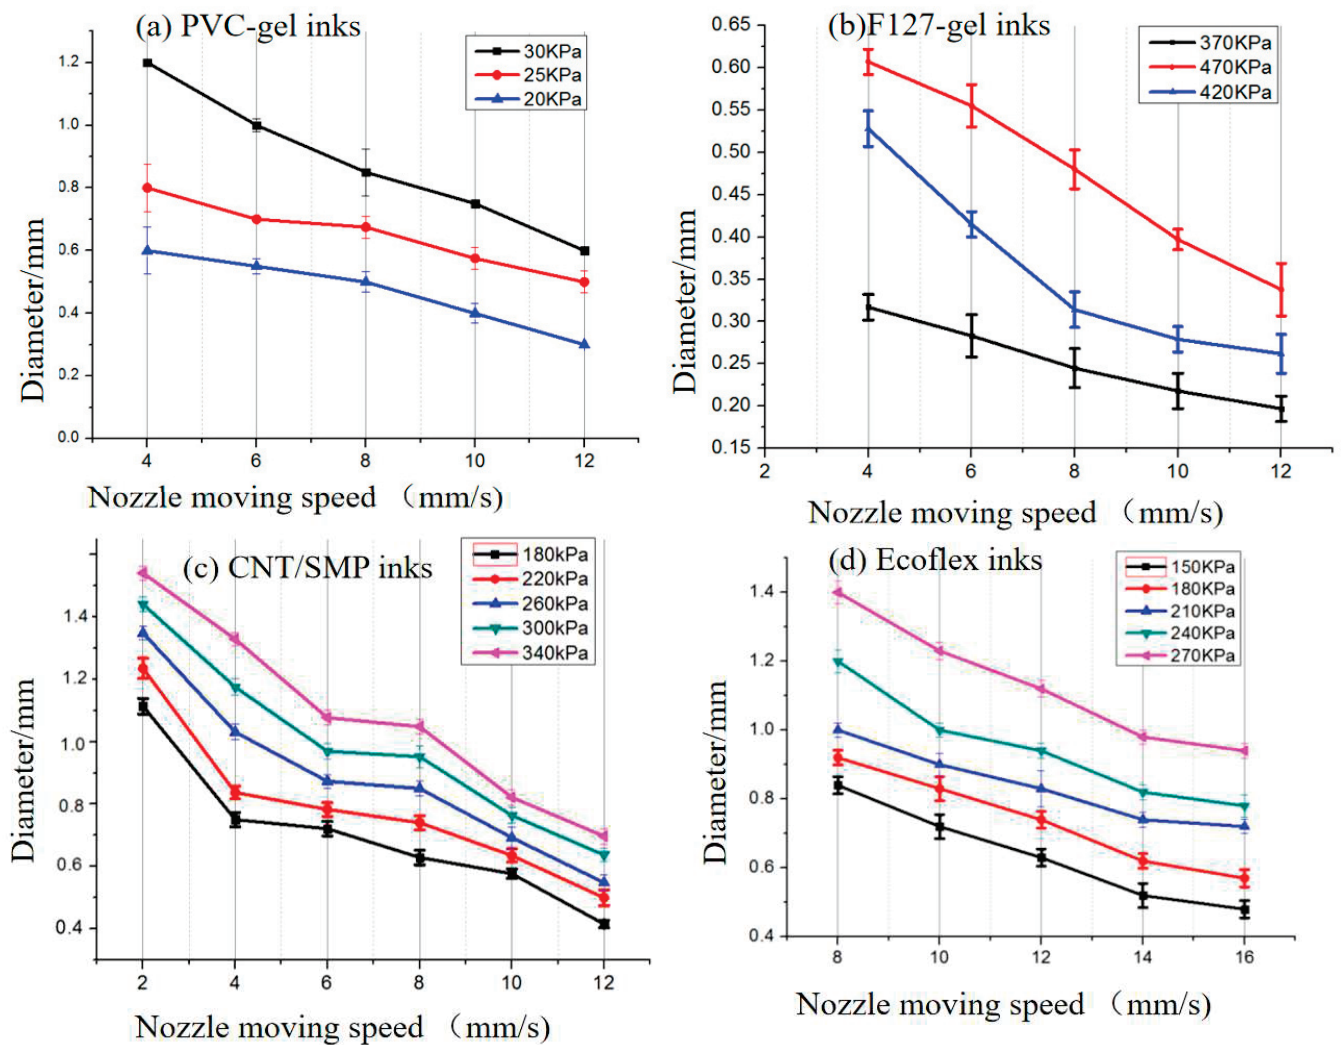 (a) PVC-gel inks
30KPa
25KPa
20KPa
1.2
1.0
0.8
0.6
0.4
0.2
0.0
Diameter/mm
4 6 8 10 12
Nozzle moving speed （mm/s)
(b)F127-gel inks
370KPa
470KPa
420KPa
0.65
0.60
0.55
0.50
0.45
0.40
0.35
0.30
0.25
0.20
0.15
Diameter/mm
2 4 6 8 10 12
Nozzle moving speed （mm/s)
(c) CNT/SMP inks
180kPa
220kPa
260kPa
300kPa
340kPa
1.4
1.2
1.0
0.8
0.6
0.4
Diameter/mm
2 4 6 8 10 12
Nozzle moving speed （mm/s)
(d) Ecoflex inks
150KPa
180KPa
210KPa
240KPa
270KPa
1.4
1.2
1.0
0.8
0.6
0.4
Diameter/mm
8 10 12 14 16
Nozzle moving speed （mm/s)